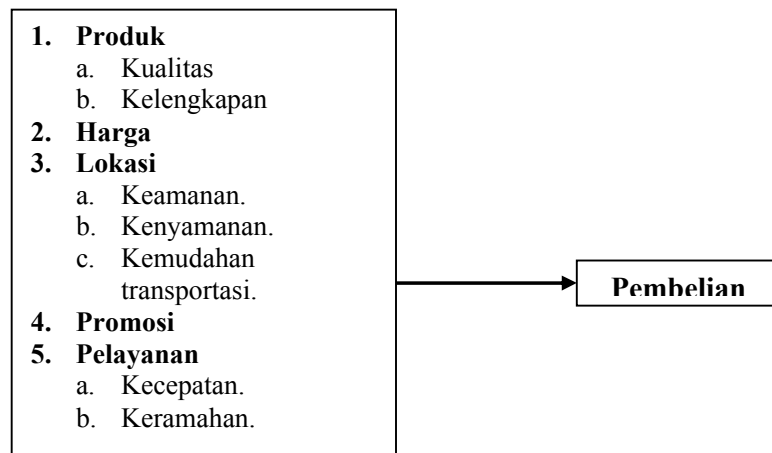 1. Produk
a. Kualitas
b. Kelengkapan
2. Harga
3. Lokasi
a. Keamanan.
b. Kenyamanan.
c. Kemudahan
transportasi.
4. Promosi
5. Pelayanan
a. Kecepatan.
b. Keramahan.
Pembelian